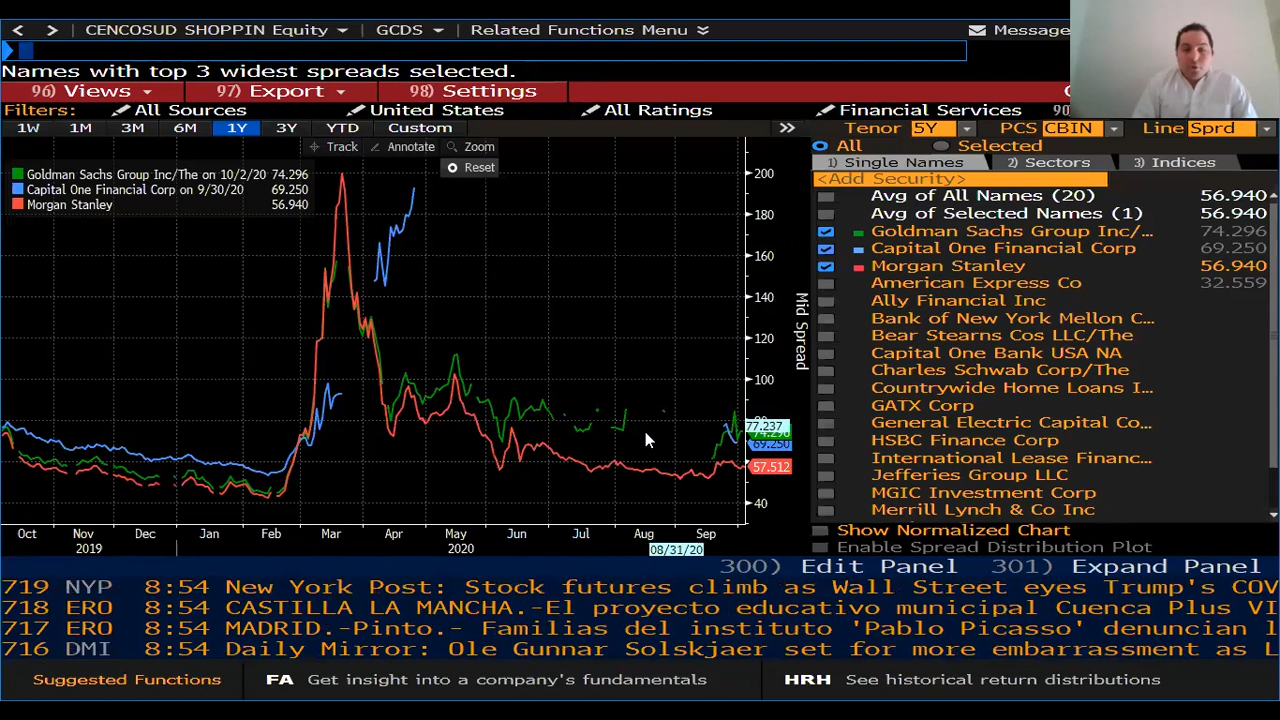 < > CENCOSUD SHOPPIN Equity GCDS Related Functions Menu Message
Names with top 3 widest spreads selected.
96) Views 97) Export 98) Settings
Filters: All Sources United States All Ratings Financial Services 90
1W 1M 3M 6M 1Y 3Y YTD Custom
Tenor 5Y PCS CBIN Line Sprd
Track Annotate Zoom
Reset
All Selected
1) Single Names 2) Sectors 3) Indices
<Add Security>
Goldman Sachs Group Inc/The on 10/2/20 74.296
Capital One Financial Corp on 9/30/20 69.250
Morgan Stanley 56.940
Avg of All Names (20) 56.940
Avg of Selected Names (1) 56.940
Goldman Sachs Group Inc/... 74.296
Capital One Financial Corp 69.250
Morgan Stanley 56.940
American Express Co 32.559
Ally Financial Inc
Bank of New York Mellon C...
Bear Stearns Cos LLC/The
Capital One Bank USA NA
Charles Schwab Corp/The
Countrywide Home Loans I...
GATX Corp
General Electric Capital Co...
HSBC Finance Corp
International Lease Financ...
Jefferies Group LLC
MGIC Investment Corp
Merrill Lynch & Co Inc
Show Normalized Chart
Enable Spread Distribution Plot
200
180
160
140
120
100
80
77.237
74.296
69.250
57.512
40
Mid Spread
Oct Nov Dec Jan Feb Mar Apr May Jun Jul Aug Sep
2019 2020 08/31/20
300) Edit Panel 301) Expand Panel
719 NYP 8:54 New York Post: Stock futures climb as Wall Street eyes Trump's COV
718 ERO 8:54 CASTILLA LA MANCHA.-El proyecto educativo municipal Cuenca Plus VI
717 ERO 8:54 MADRID.-Pinto.- Familias del instituto 'Pablo Picasso' denuncian l
716 DMI 8:54 Daily Mirror: Ole Gunnar Solskjaer set for more embarrassment as L
Suggested Functions FA Get insight into a company's fundamentals HRH See historical return distributions